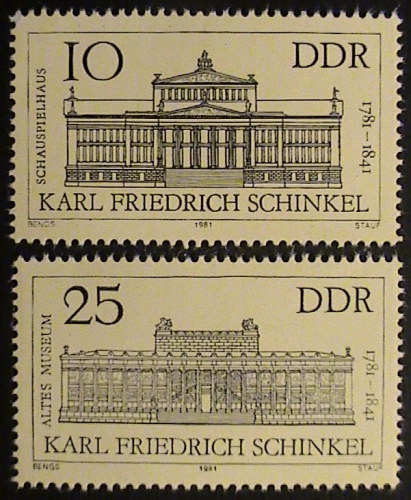 10 DDR
SCHAUSPIELHAUS
1781–1841
KARL FRIEDRICH SCHINKEL
BENGS 1981 STAUF
25 DDR
ALTES MUSEUM
1781–1841
KARL FRIEDRICH SCHINKEL
BENGS 1981 STAUF